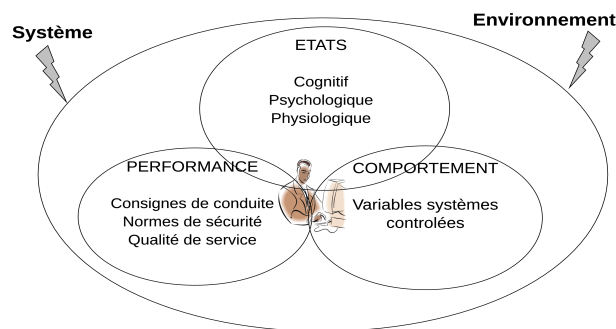 Système
Environnement
ETATS
Cognitif
Psychologique
Physiologique
PERFORMANCE
Consignes de conduite
Normes de sécurité
Qualité de service
COMPORTEMENT
Variables systèmes
controlées